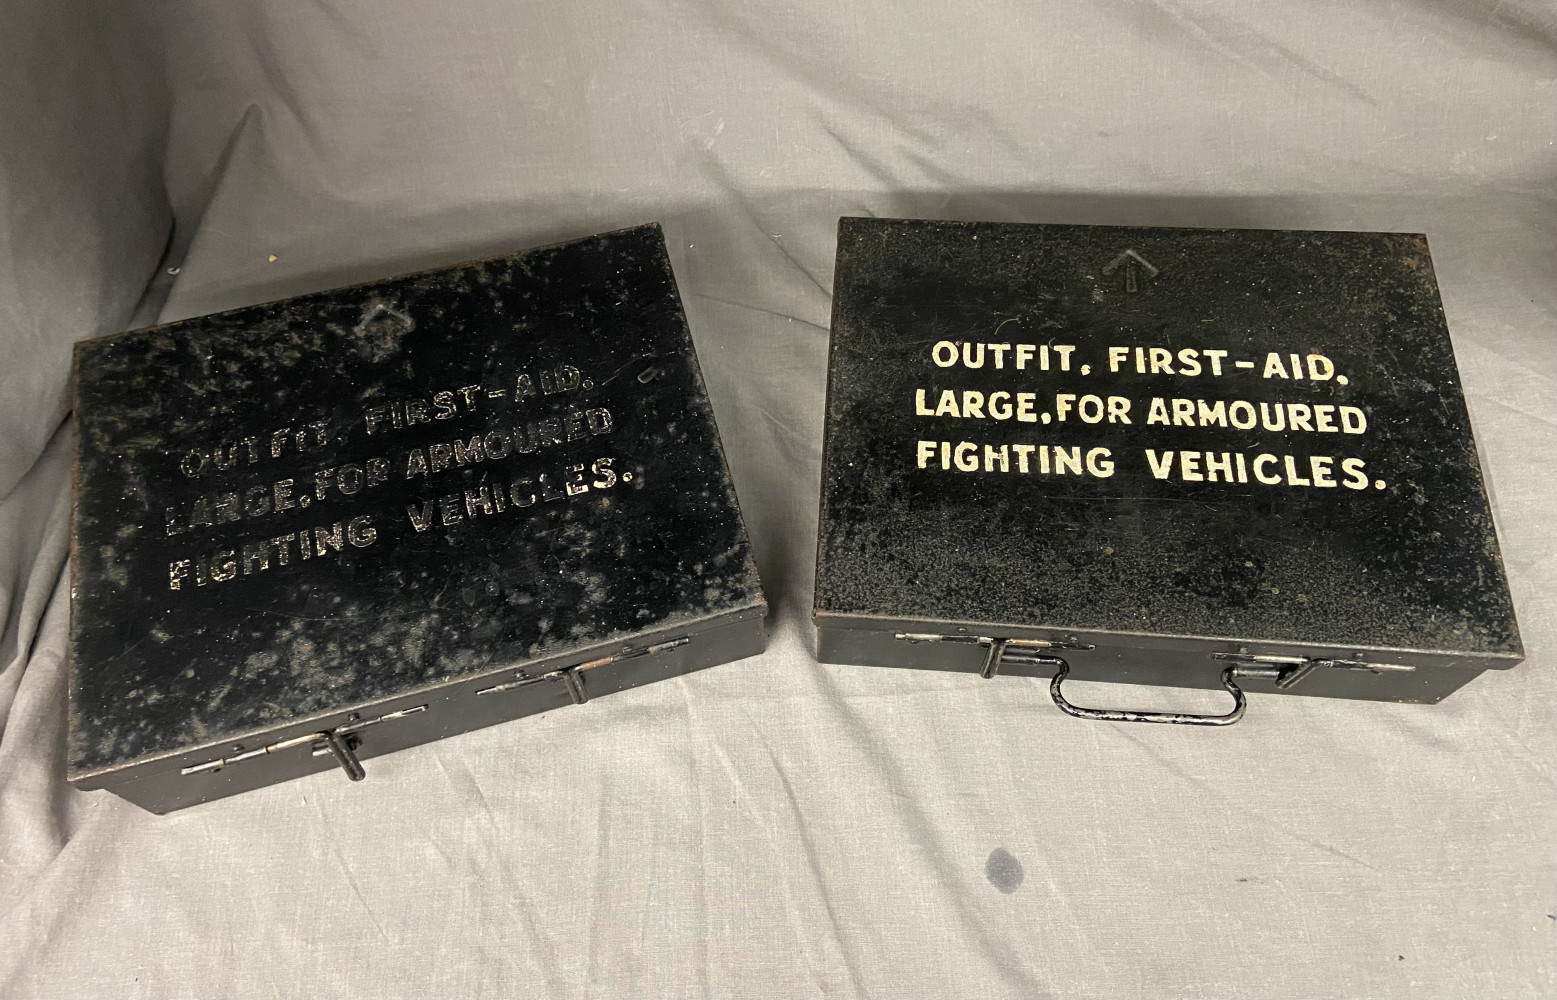 OUTFIT, FIRST-AID,
LARGE, FOR ARMOURED
FIGHTING VEHICLES.
OUTFIT, FIRST-AID,
LARGE, FOR ARMOURED
FIGHTING VEHICLES.